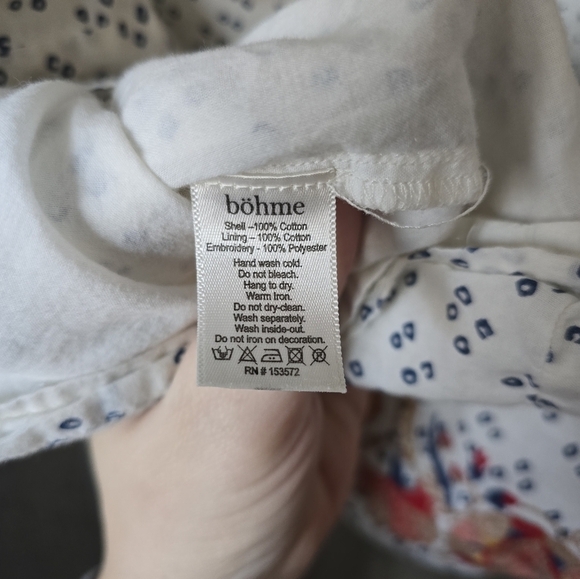 böhme
Shell –100% Cotton
Lining – 100% Cotton
Embroidery - 100% Polyester
Hand wash cold.
Do not bleach.
Hang to dry.
Warm Iron.
Do not dry-clean.
Wash separately.
Wash inside-out.
Do not iron on decoration.
RN # 153572